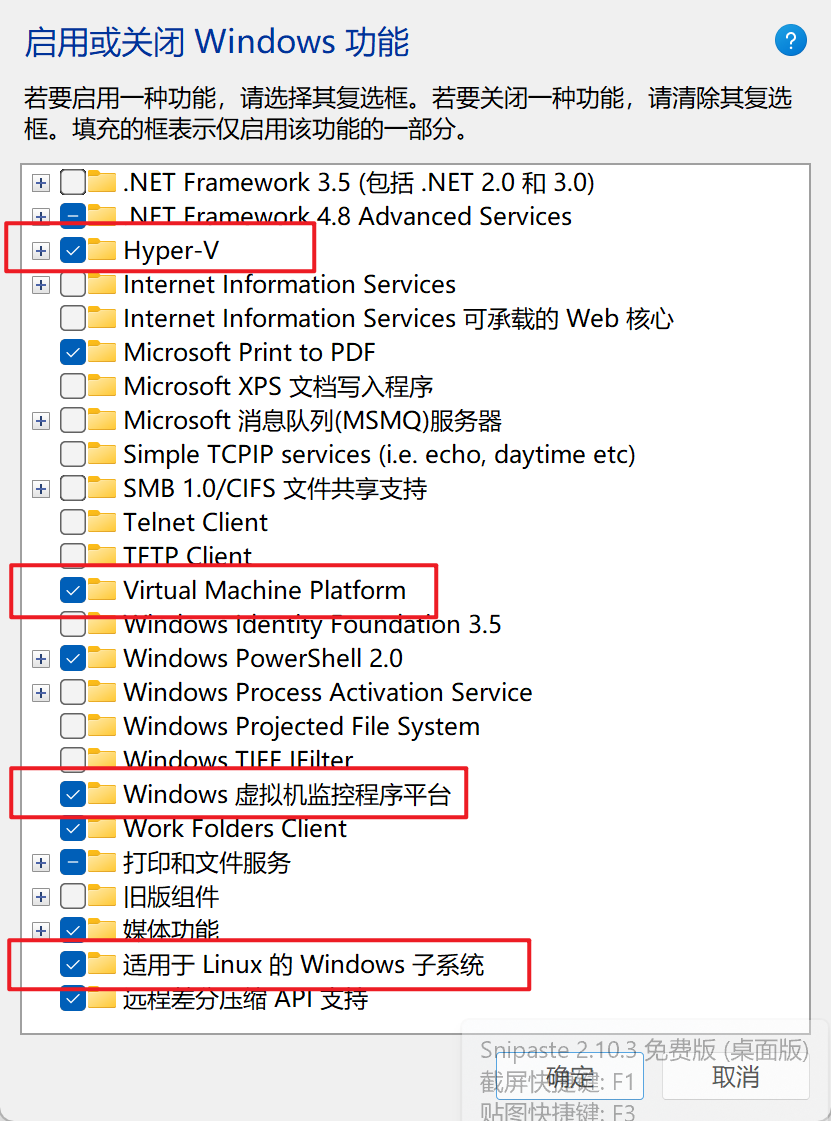 启用或关闭 Windows 功能
?
若要启用一种功能，请选择其复选框。若要关闭一种功能，请清除其复选
框。填充的框表示仅启用该功能的一部分。
.NET Framework 3.5 (包括 .NET 2.0 和 3.0)
.NET Framework 4.8 Advanced Services
Hyper-V
Internet Information Services
Internet Information Services 可承载的 Web 核心
Microsoft Print to PDF
Microsoft XPS 文档写入程序
Microsoft 消息队列(MSMQ)服务器
Simple TCPIP services (i.e. echo, daytime etc)
SMB 1.0/CIFS 文件共享支持
Telnet Client
TFTP Client
Virtual Machine Platform
Windows Identity Foundation 3.5
Windows PowerShell 2.0
Windows Process Activation Service
Windows Projected File System
Windows TIFF IFilter
Windows 虚拟机监控程序平台
Work Folders Client
打印和文件服务
旧版组件
媒体功能
适用于 Linux 的 Windows 子系统
远程差分压缩 API 支持
Snipaste 2.10.3 免费版 (桌面版)
截屏快捷键: F1
贴图快捷键: F3
确定
取消